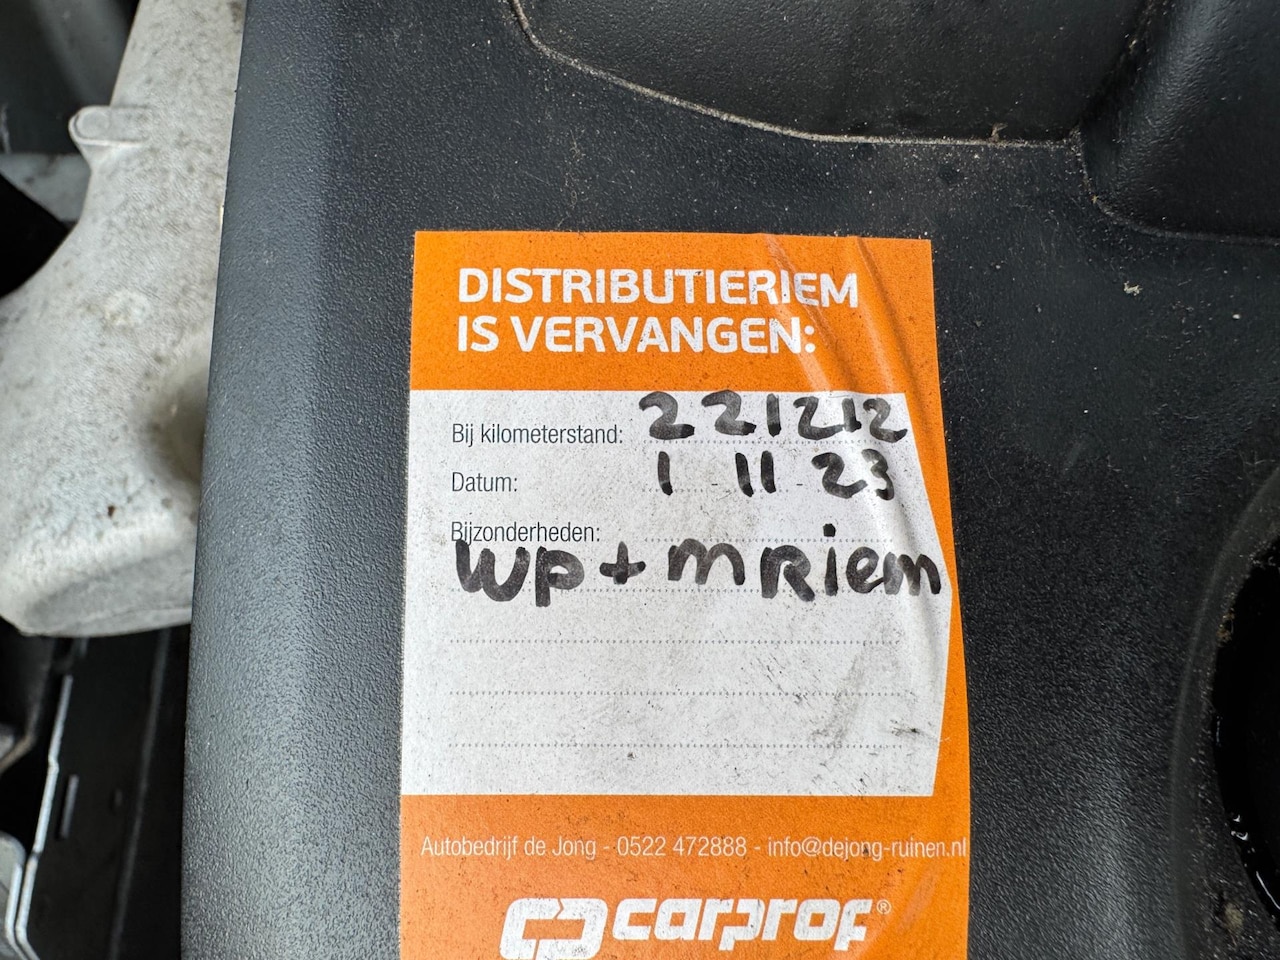 DISTRIBUTIERIEM
IS VERVANGEN:
Bij kilometerstand: 221212
Datum: 1 - 11 - 23
Bijzonderheden:
WP + MRiem
Autobedrijf de Jong - 0522 472888 - info@dejong-ruinen.nl
CP carprof®